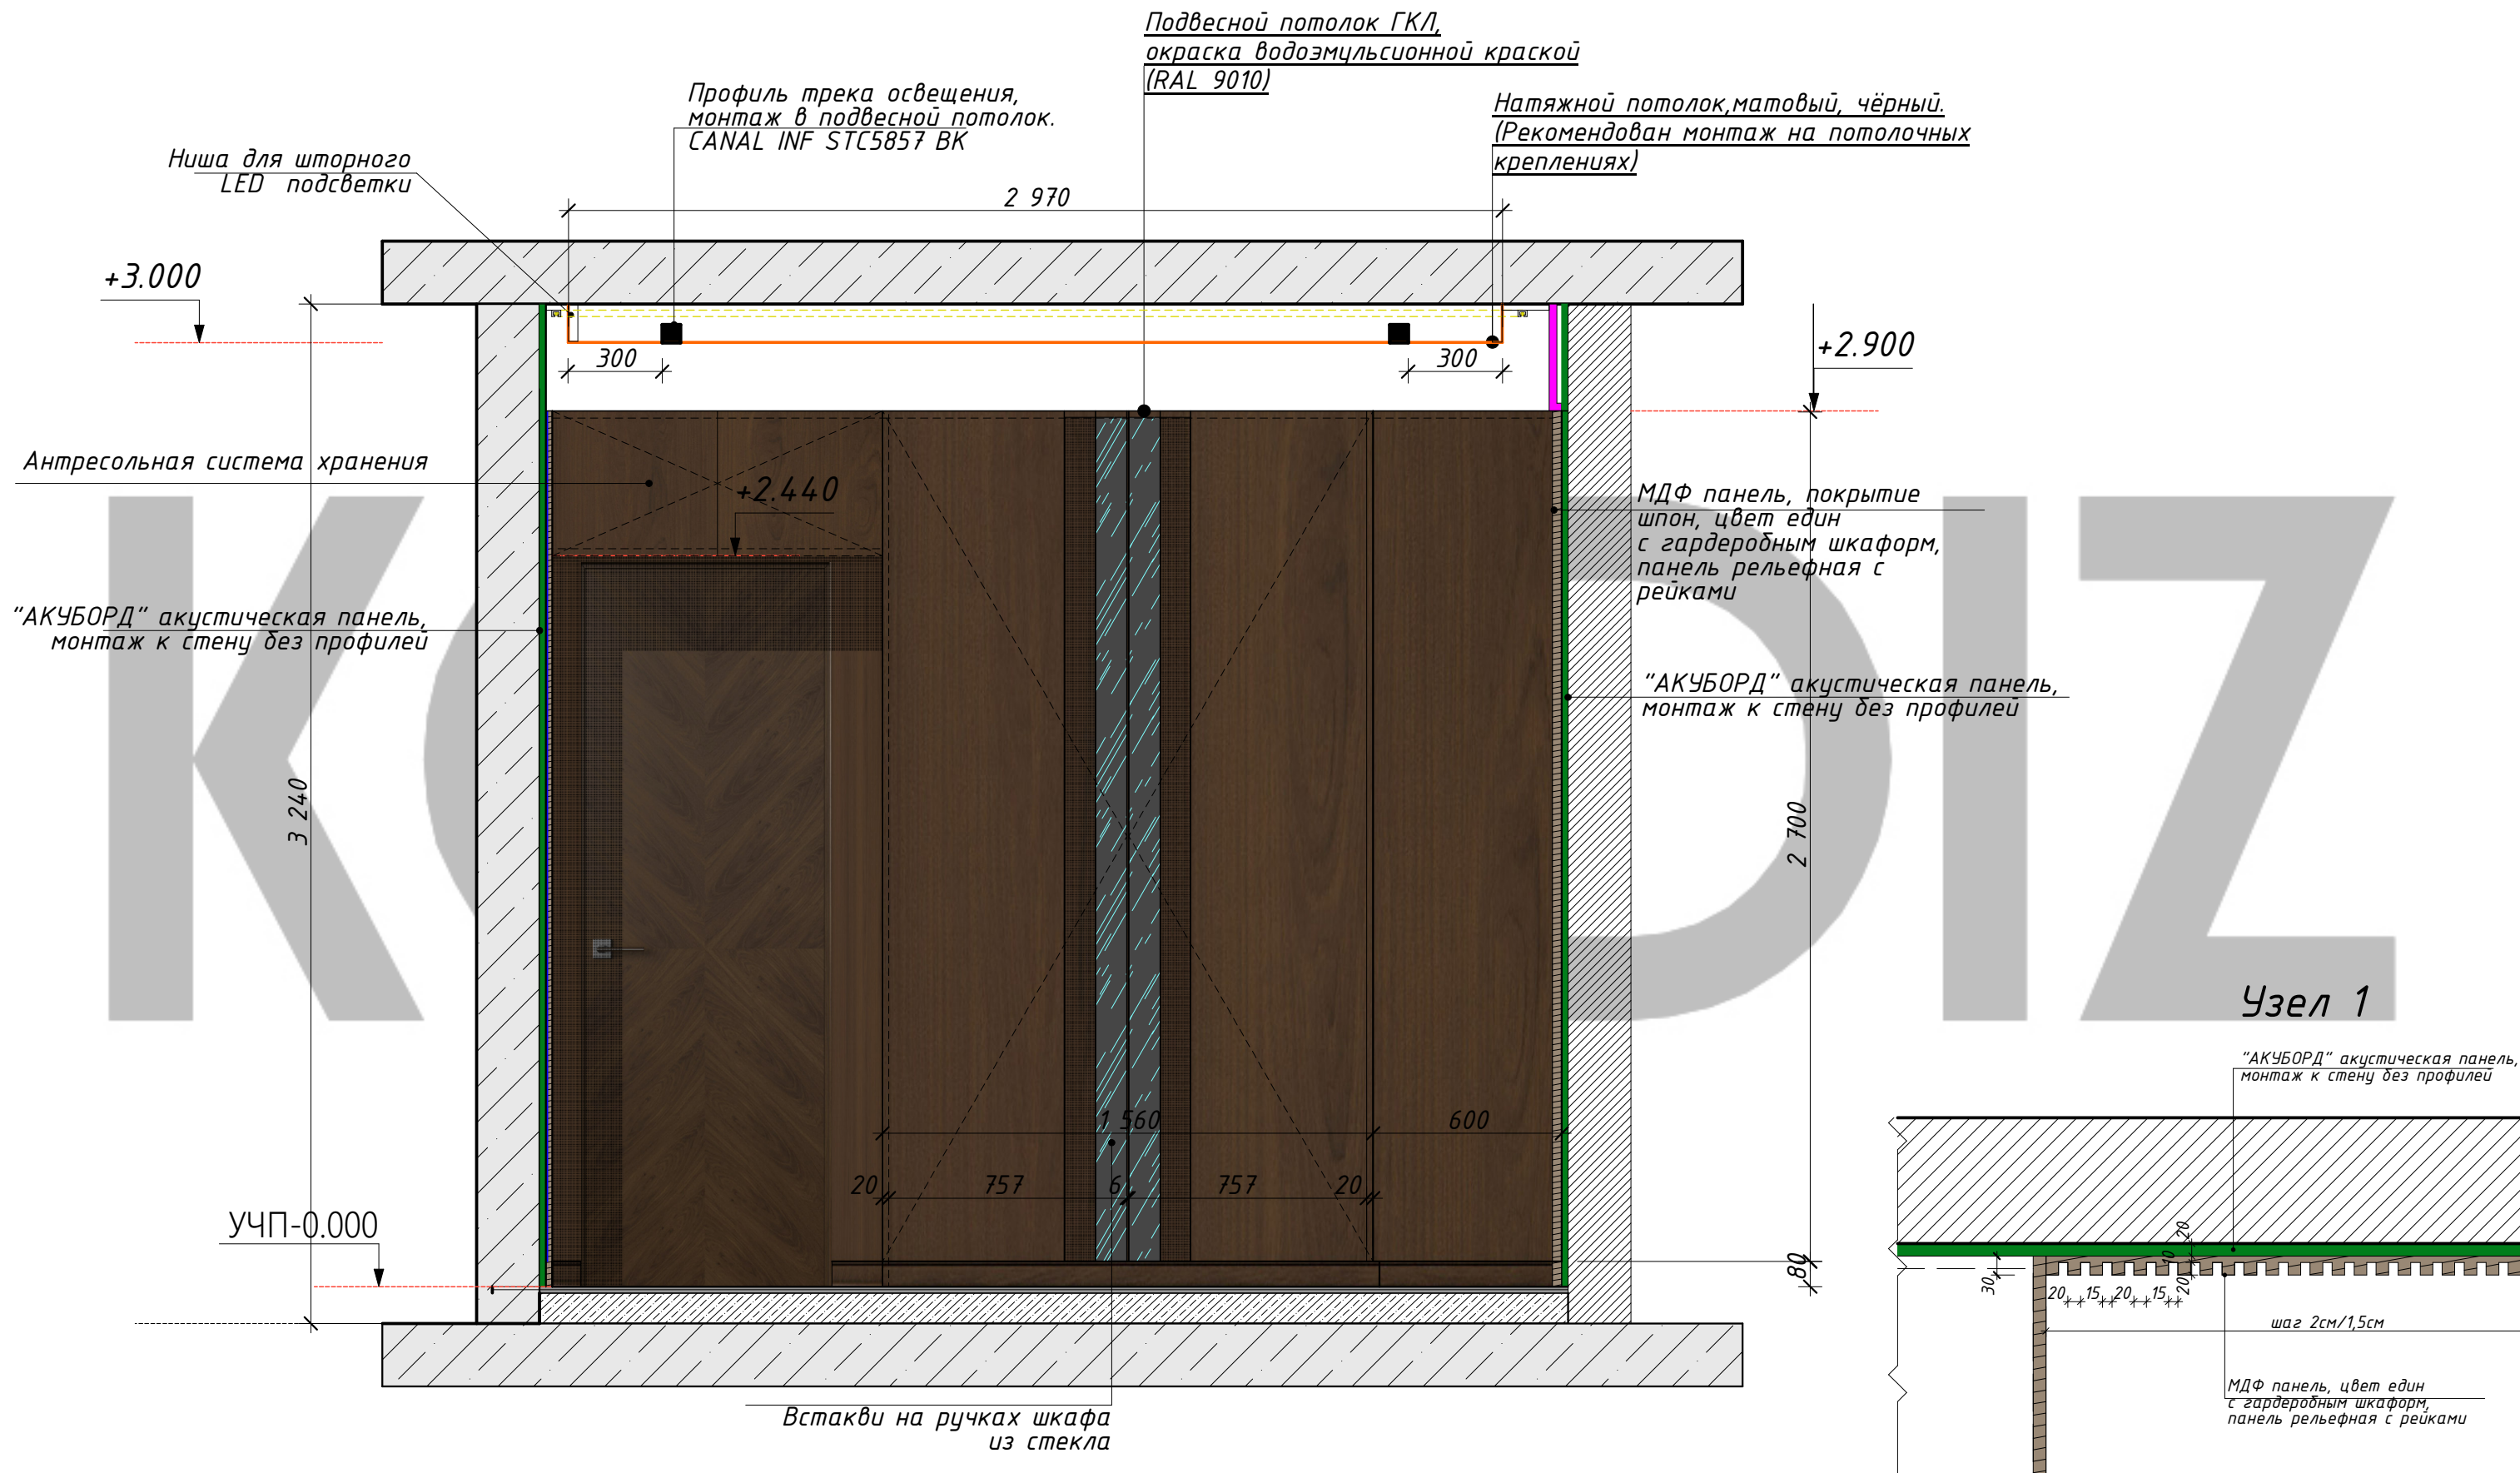 Подвесной потолок ГКЛ,
окраска водоэмульсионной краской
(RAL 9010)
Профиль трека освещения,
монтаж в подвесной потолок.
CANAL INF STC5857 BK
Натяжной потолок,матовый, чёрный.
(Рекомендован монтаж на потолочных
креплениях)
Ниша для шторного
LED подсветки
2 970
+3.000
+2.900
300
300
Антресольная система хранения
+2.440
МДФ панель, покрытие
шпон, цвет един
с гардеробным шкаформ,
панель рельефная с
рейками
"АКУБОРД" акустическая панель,
монтаж к стену без профилей
"АКУБОРД" акустическая панель,
монтаж к стену без профилей
3 240
2 700
Узел 1
"АКУБОРД" акустическая панель,
монтаж к стену без профилей
1 560
600
20
757
6
757
20
УЧП-0.000
80
20
10
20
30
20
15
20
15
шаг 2см/1,5см
МДФ панель, цвет един
с гардеробным шкаформ,
панель рельефная с рейками
Встакви на ручках шкафа
из стекла